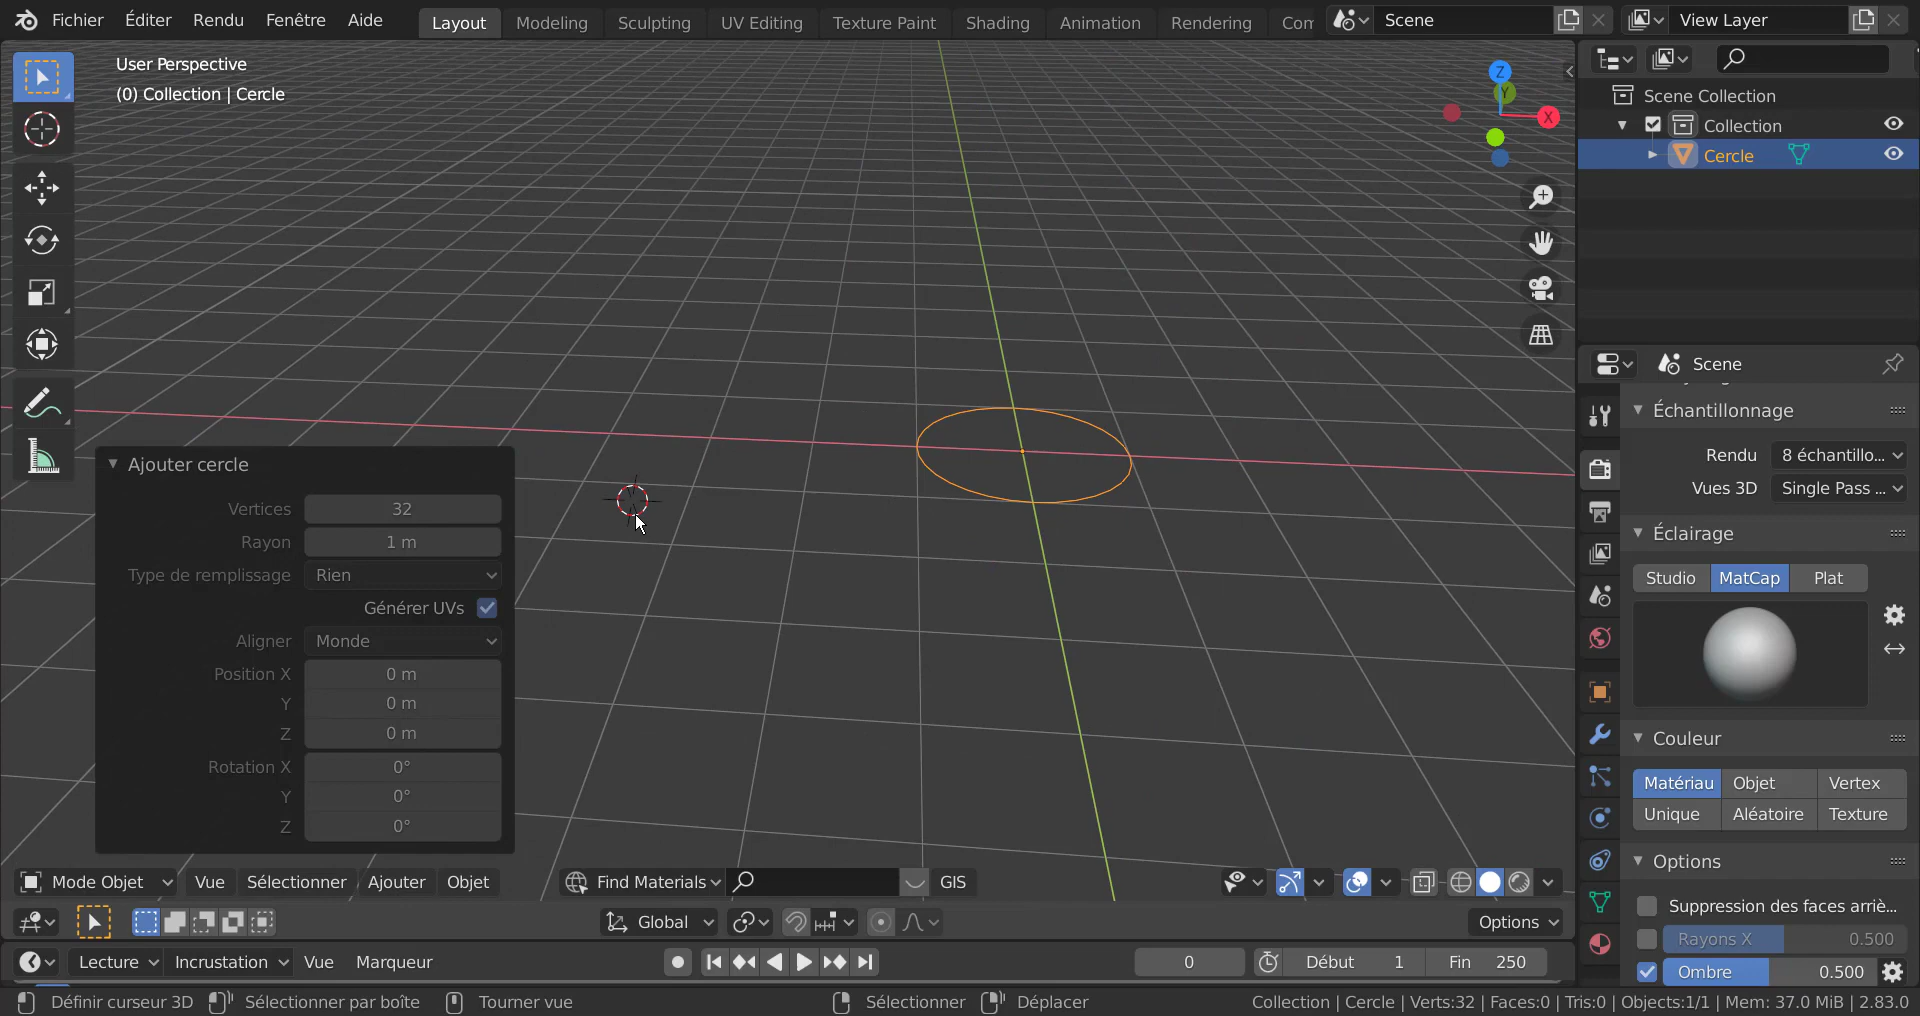 Fichier Éditer Rendu Fenêtre Aide Layout Modeling Sculpting UV Editing Texture Paint Shading Animation Rendering Con Scene View Layer
User Perspective
(0) Collection | Cercle
Z
Y
X
Scene Collection
Collection
Cercle
Scene
Échantillonnage
Rendu 8 échantillo...
Vues 3D Single Pass ...
Éclairage
Studio MatCap Plat
Couleur
Matériau Objet Vertex
Unique Aléatoire Texture
Options
Suppression des faces arriè...
Rayons X 0.500
Ombre 0.500
Ajouter cercle
Vertices 32
Rayon 1 m
Type de remplissage Rien
Générer UVs
Aligner Monde
Position X 0 m
Y 0 m
Z 0 m
Rotation X 0°
Y 0°
Z 0°
Mode Objet Vue Sélectionner Ajouter Objet Find Materials GIS
Global Options
Lecture Incrustation Vue Marqueur 0 Début 1 Fin 250
Définir curseur 3D Sélectionner par boîte Tourner vue Sélectionner Déplacer Collection | Cercle | Verts:32 | Faces:0 | Tris:0 | Objects:1/1 | Mem: 37.0 MiB | 2.83.0